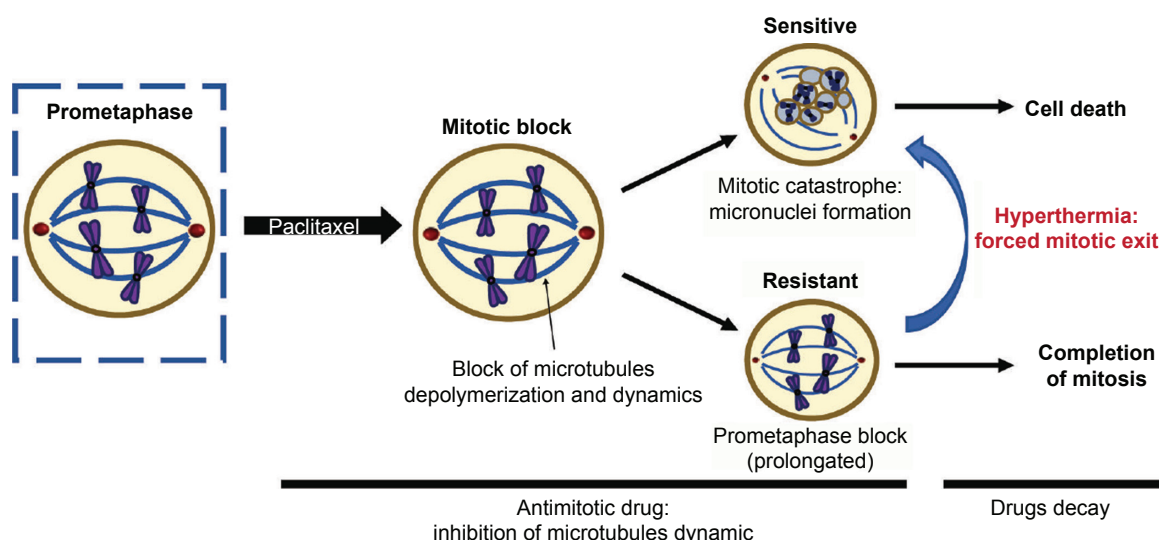 Prometaphase
Paclitaxel
Mitotic block
Block of microtubules
depolymerization and dynamics
Sensitive
Mitotic catastrophe:
micronuclei formation
Cell death
Hyperthermia:
forced mitotic exit
Resistant
Prometaphase block
(prolongated)
Completion
of mitosis
Antimitotic drug:
inhibition of microtubules dynamic
Drugs decay